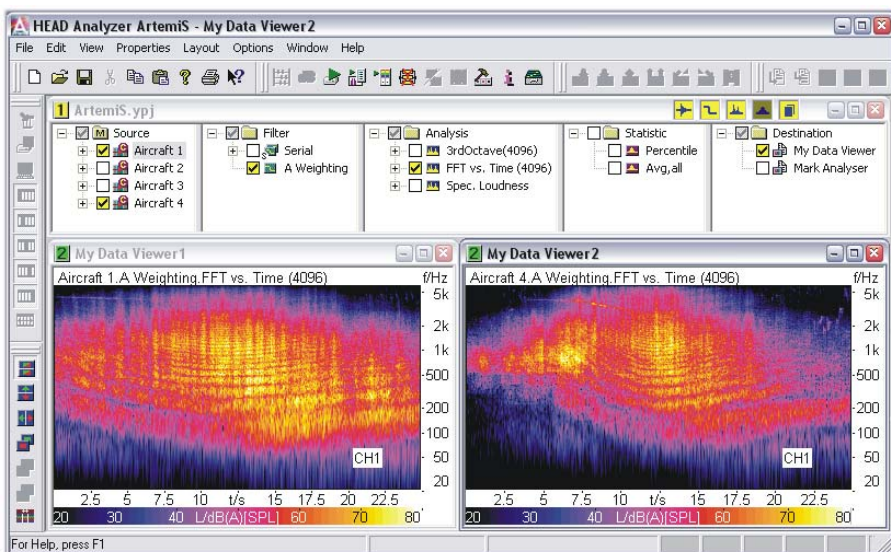 HEAD Analyzer ArtemiS - My Data Viewer2
File Edit View Properties Layout Options Window Help
1 ArtemiS.ypj
M Source
Aircraft 1
Aircraft 2
Aircraft 3
Aircraft 4
Filter
Serial
A Weighting
Analysis
3rdOctave(4096)
FFT vs. Time (4096)
Spec. Loudness
Statistic
Percentile
Avg,all
Destination
My Data Viewer
Mark Analyser
2 My Data Viewer1
Aircraft 1.A Weighting.FFT vs. Time (4096) f/Hz
5k
2k
1k
500
200
100
50
20
CH1
2.5 5 7.5 10 t/s 15 17.5 20 22.5
20 30 40 L/dB(A)[SPL] 60 70 80
2 My Data Viewer2
Aircraft 4.A Weighting.FFT vs. Time (4096) f/Hz
5k
2k
1k
500
200
100
50
20
CH1
2.5 5 7.5 10 t/s 15 17.5 20 22.5
20 30 40 L/dB(A)[SPL] 60 70 80
For Help, press F1